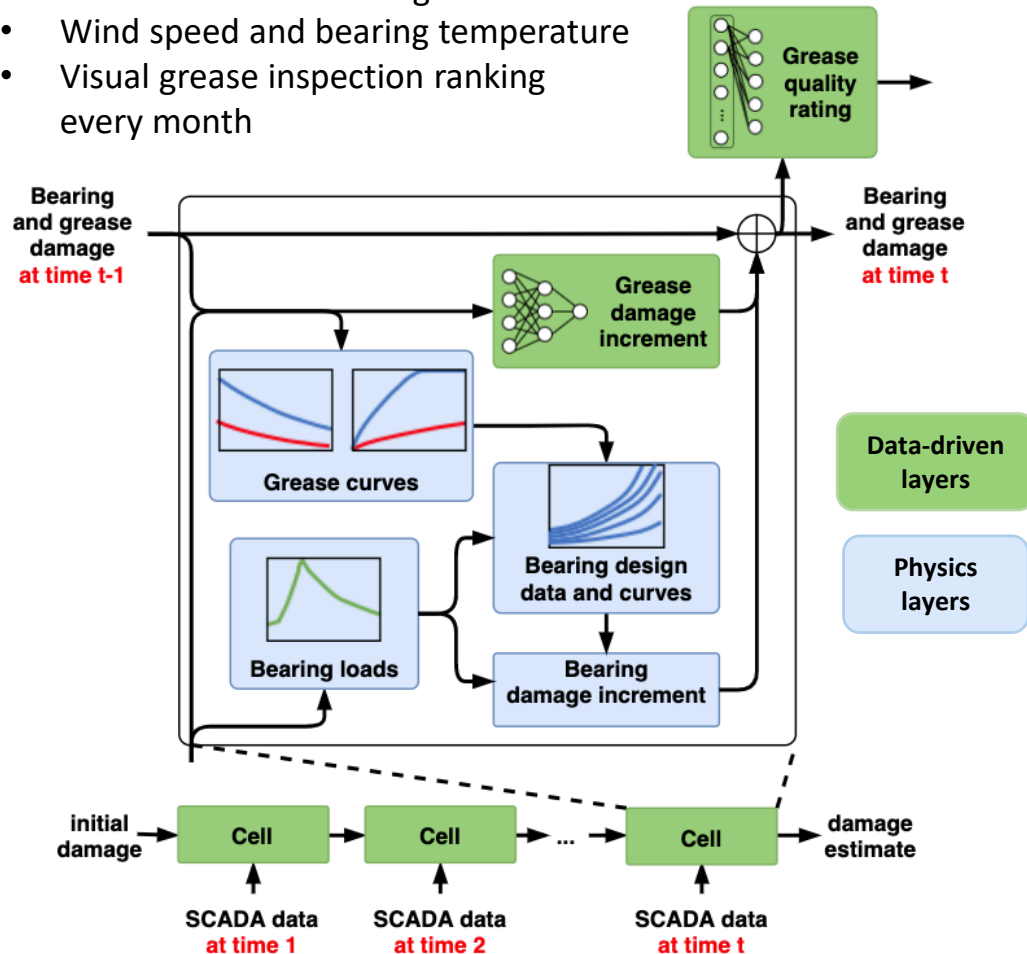 • Wind speed and bearing temperature
• Visual grease inspection ranking
every month
Grease
quality
rating
Bearing
and grease
damage
at time t-1
Bearing
and grease
damage
at time t
Grease
damage
increment
Grease curves
Data-driven
layers
Bearing design
data and curves
Physics
layers
Bearing loads
Bearing
damage increment
initial
damage
Cell
Cell
...
Cell
damage
estimate
SCADA data
at time 1
SCADA data
at time 2
SCADA data
at time t